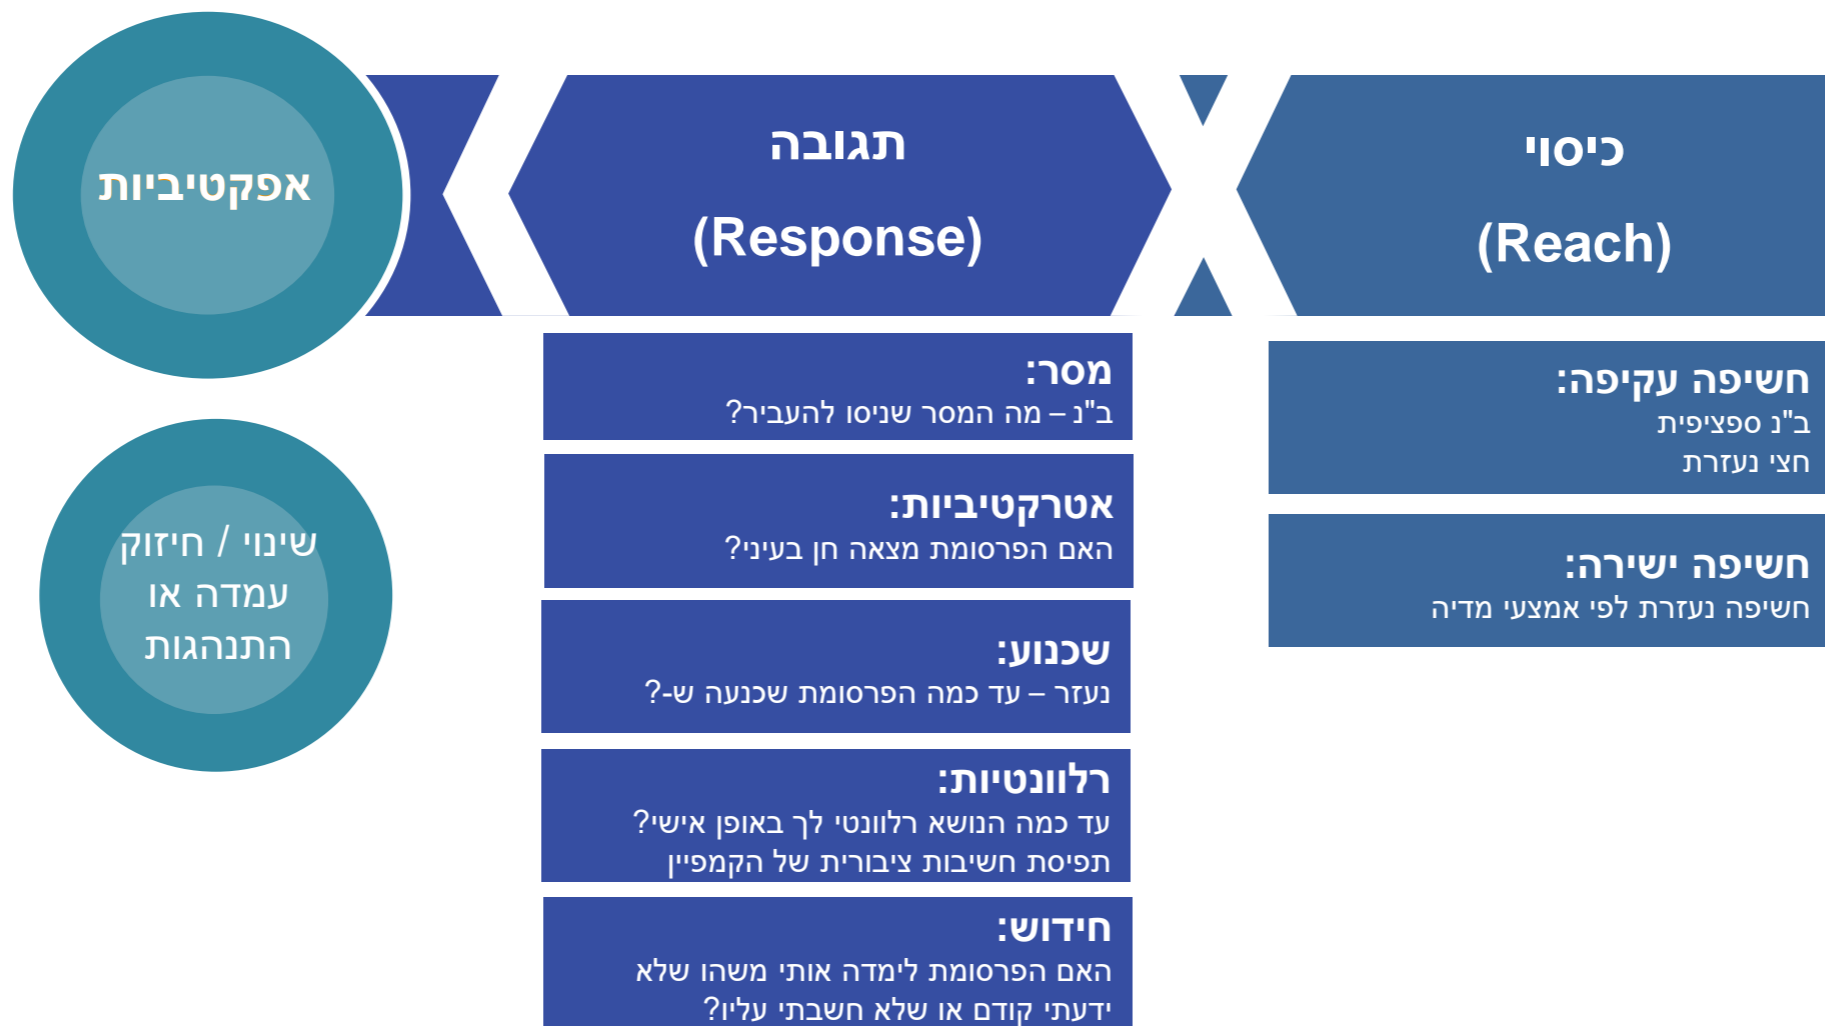 כיסוי
(Reach)
חשיפה עקיפה:
ב"נ ספציפית
חצי נעזרת
חשיפה ישירה:
חשיפה נעזרת לפי אמצעי מדיה
תגובה
(Response)
מסר:
ב"נ – מה המסר שניסו להעביר?
אטרקטיביות:
האם הפרסומת מצאה חן בעיני?
שכנוע:
נעזר – עד כמה הפרסומת שכנעה ש-?
רלוונטיות:
עד כמה הנושא רלוונטי לך באופן אישי?
תפיסת חשיבות ציבורית של הקמפיין
חידוש:
האם הפרסומת לימדה אותי משהו שלא
ידעתי קודם או שלא חשבתי עליו?
אפקטיביות
שינוי / חיזוק
עמדה או
התנהגות